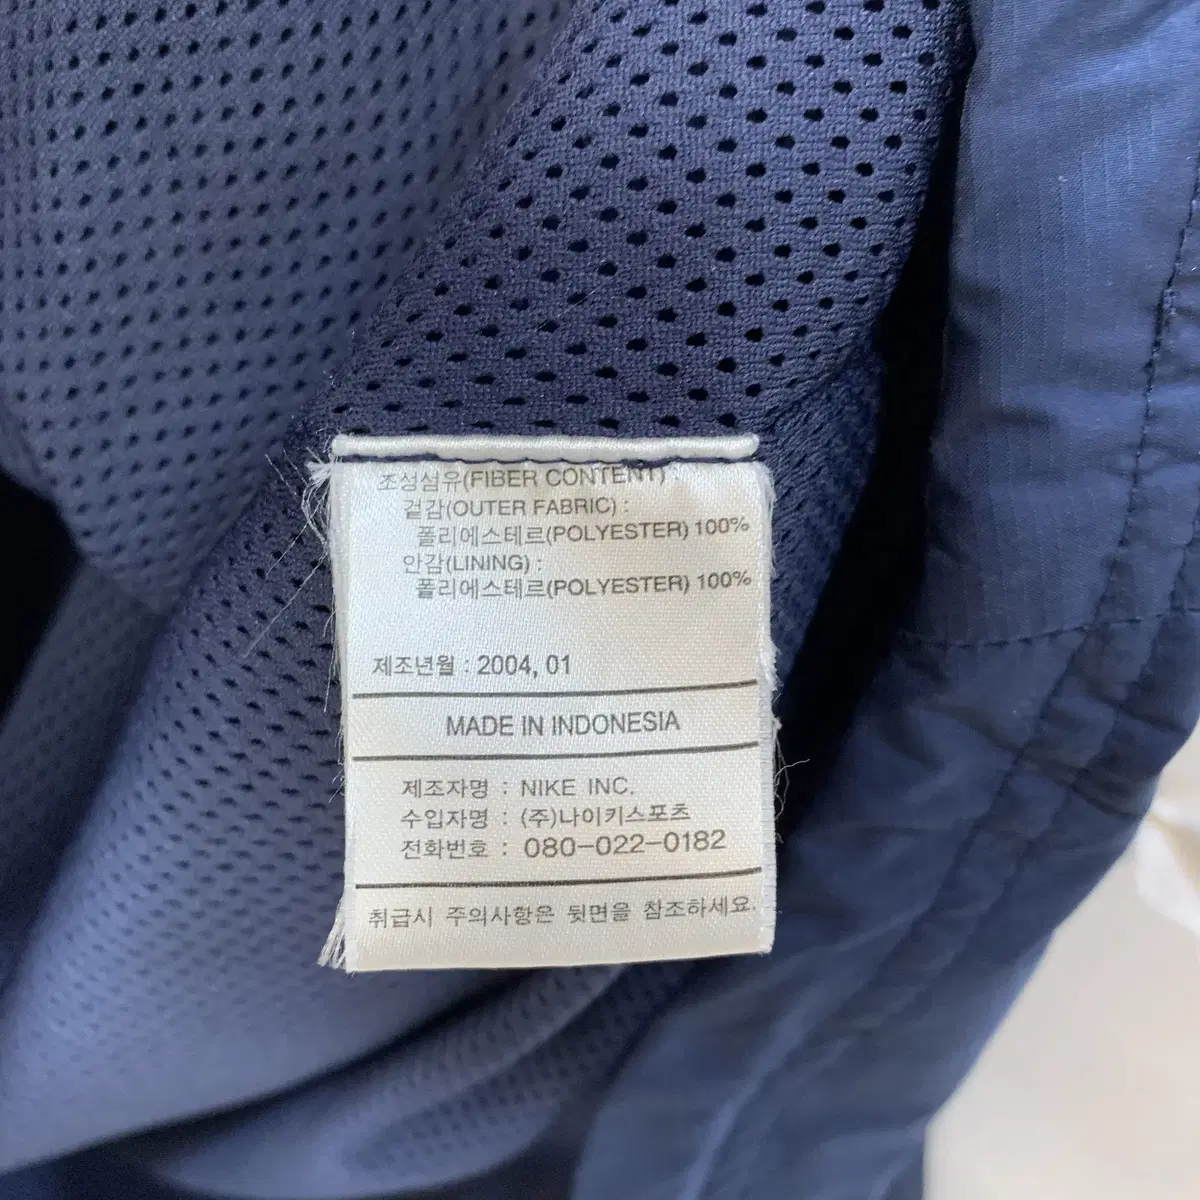 조성섬유(FIBER CONTENT) :
겉감(OUTER FABRIC) :
폴리에스테르(POLYESTER) 100%
안감(LINING) :
폴리에스테르(POLYESTER) 100%
제조년월 : 2004, 01
MADE IN INDONESIA
제조자명 : NIKE INC.
수입자명 : (주)나이키스포츠
전화번호 : 080-022-0182
취급시 주의사항은 뒷면을 참조하세요.